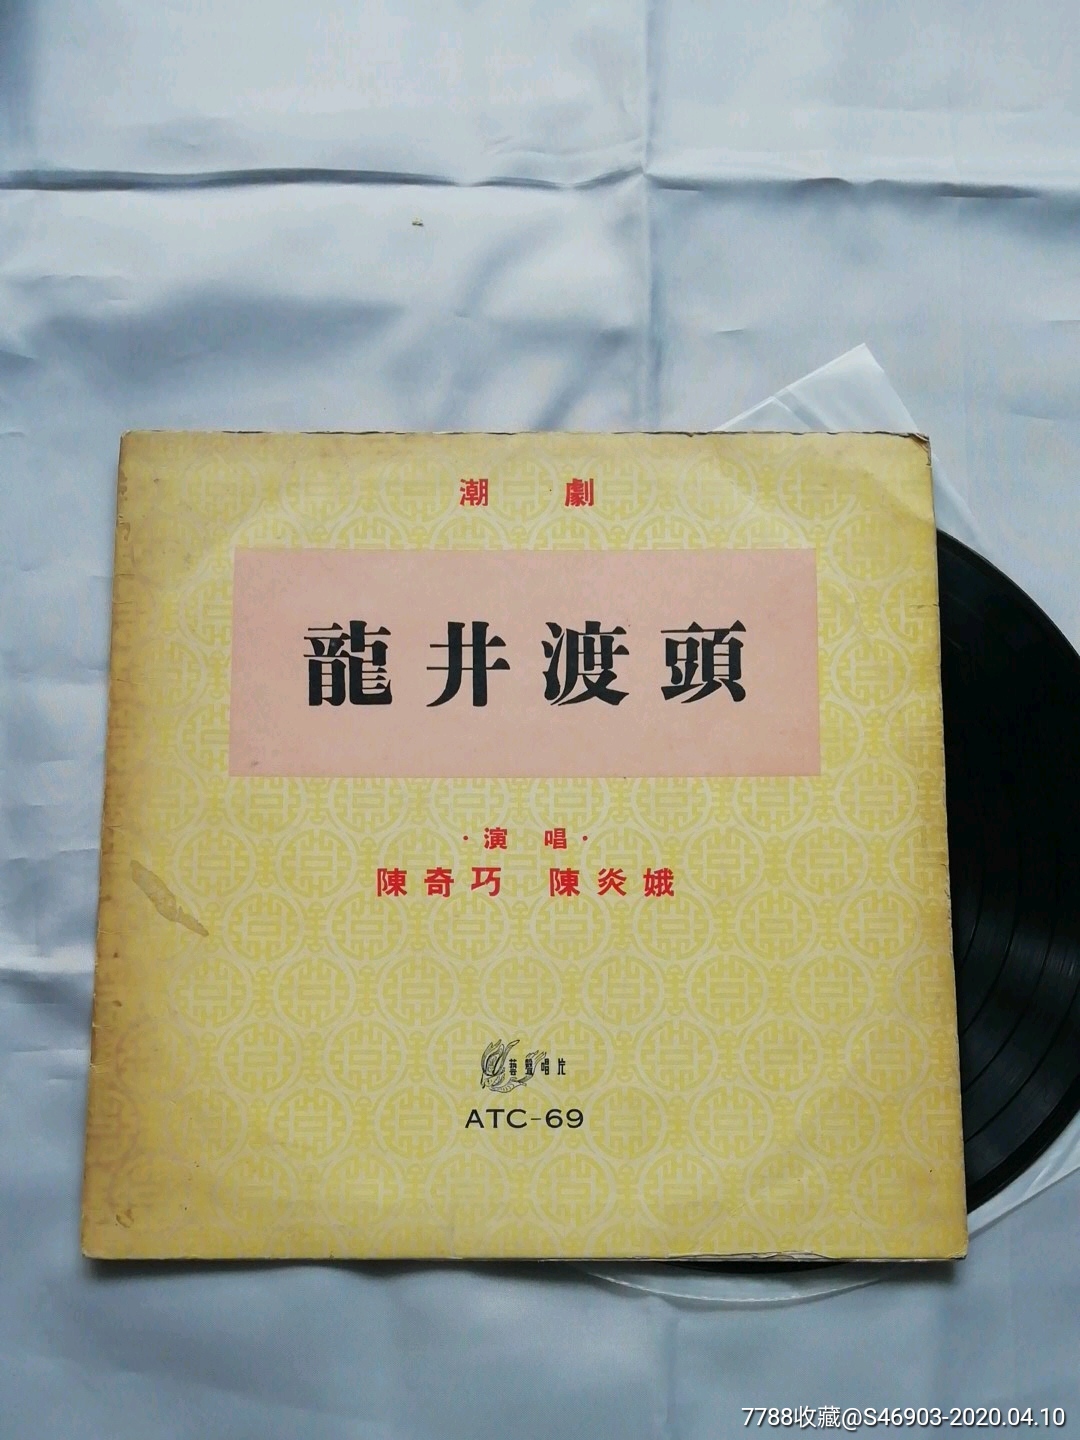 潮 劇
龍井渡頭
·演 唱·
陳奇巧 陳炎娥
藝聲唱片
ATC-69
7788收藏@S46903-2020.04.10